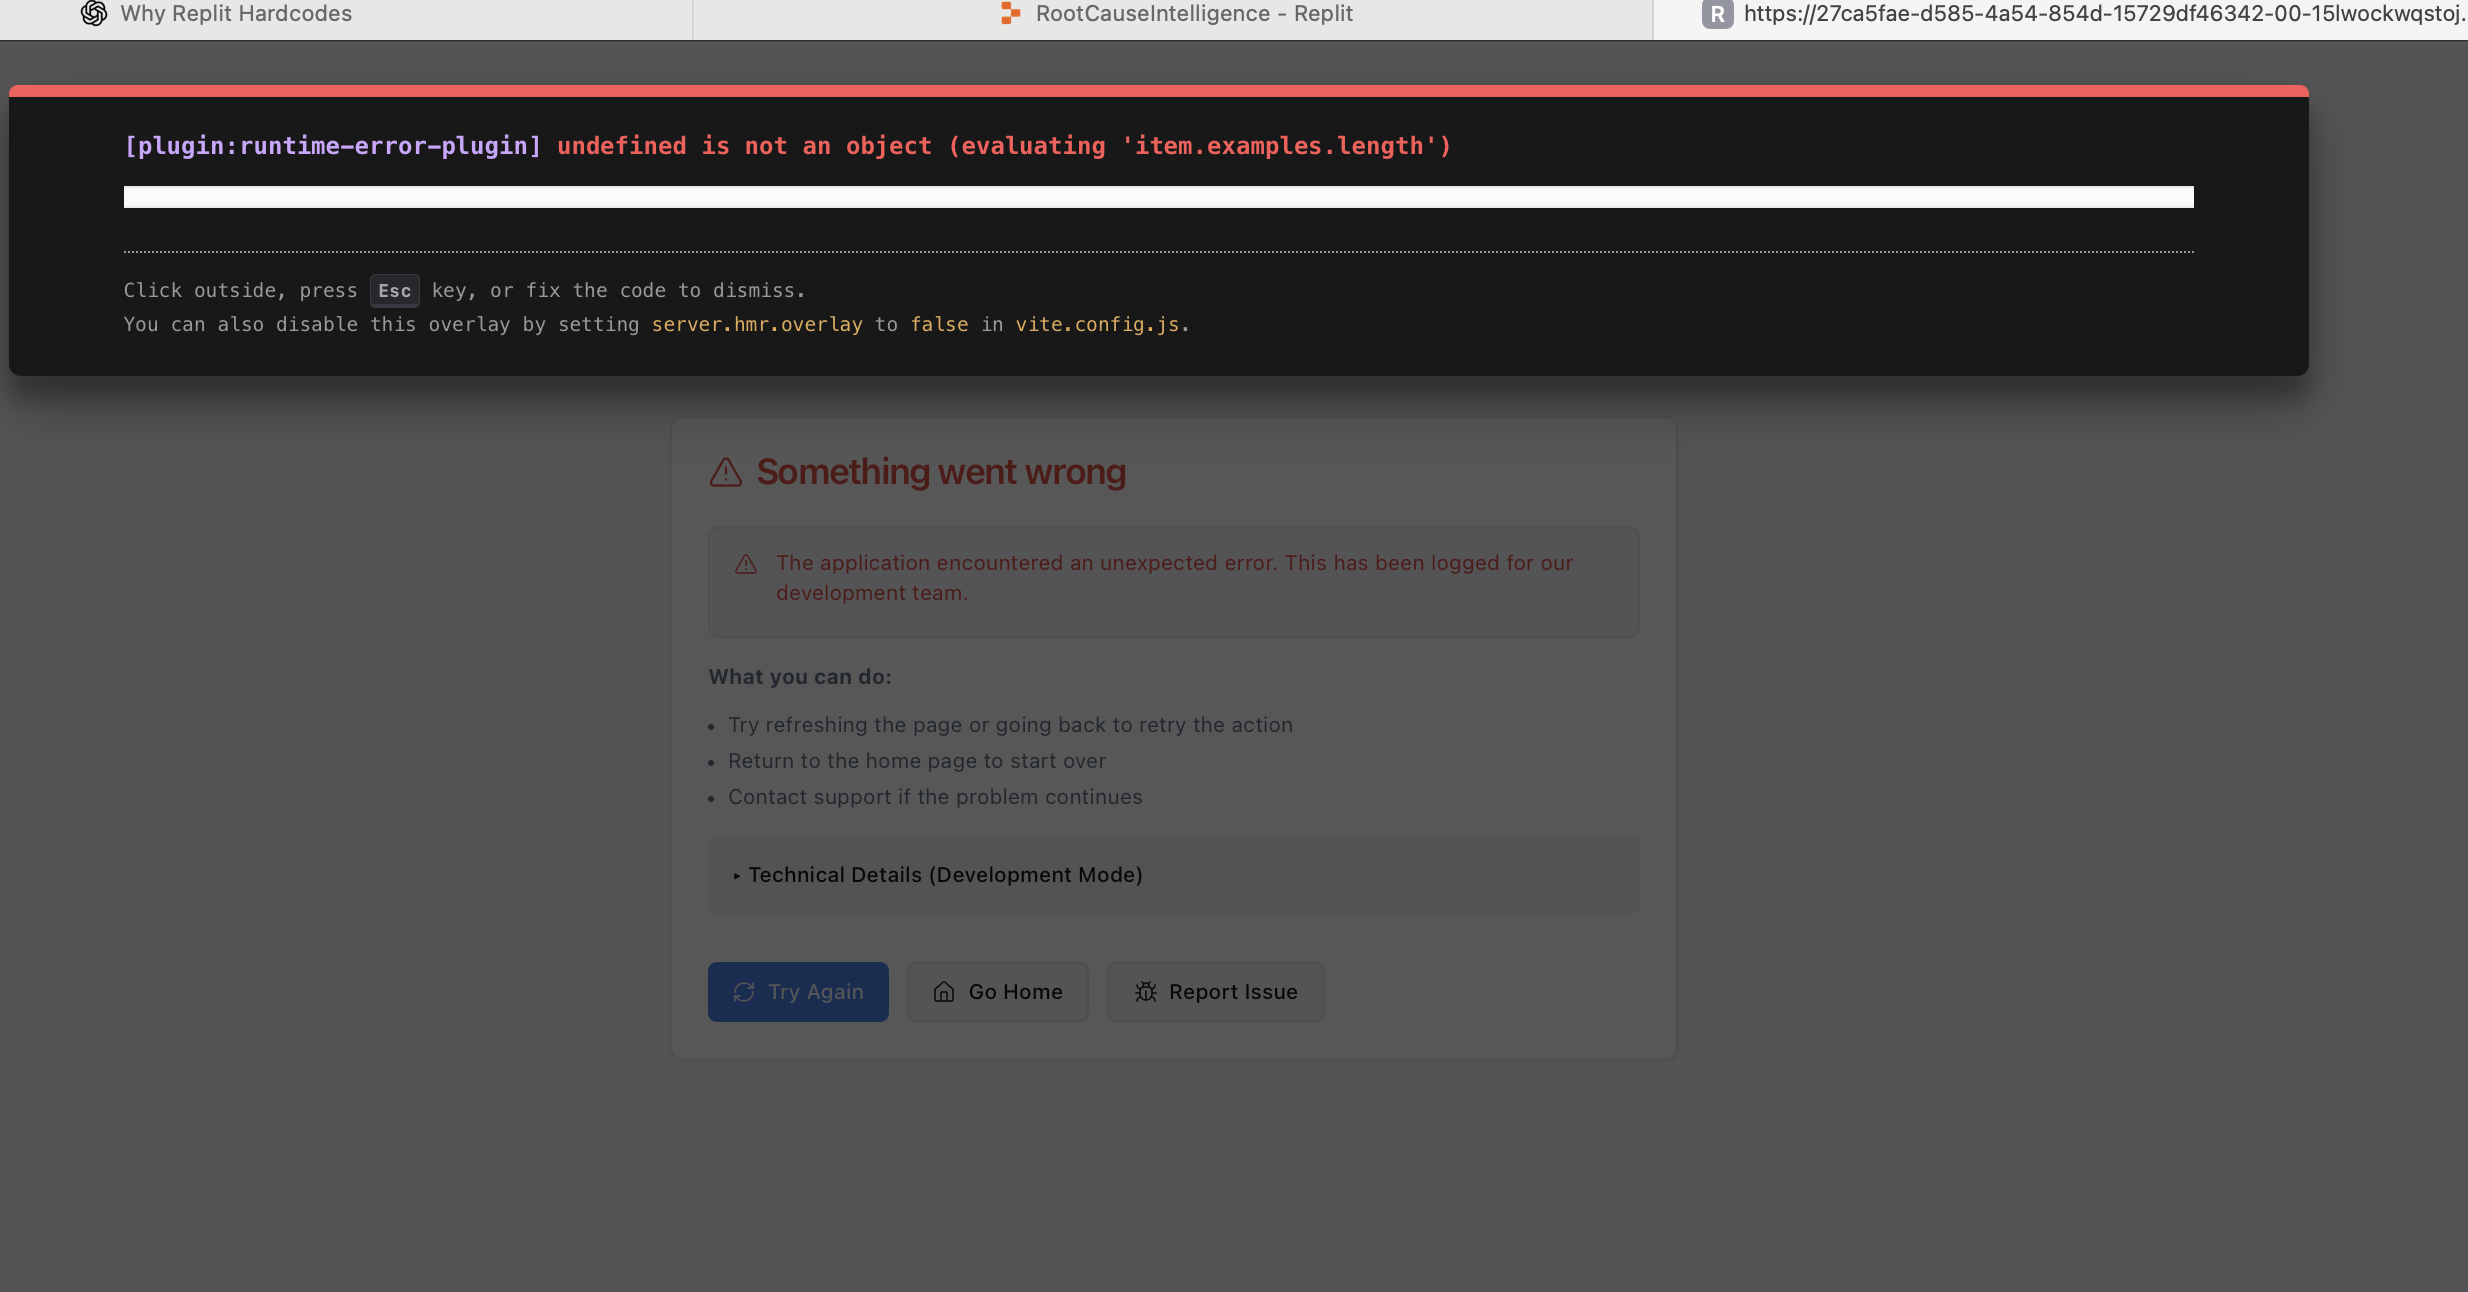 Why Replit Hardcodes
RootCauseIntelligence - Replit
R https://27ca5fae-d585-4a54-854d-15729df46342-00-15lwockwqstoj.
[plugin:runtime-error-plugin] undefined is not an object (evaluating 'item.examples.length')
Click outside, press Esc key, or fix the code to dismiss.
You can also disable this overlay by setting server.hmr.overlay to false in vite.config.js.
Something went wrong
The application encountered an unexpected error. This has been logged for our
development team.
What you can do:
• Try refreshing the page or going back to retry the action
• Return to the home page to start over
• Contact support if the problem continues
▸ Technical Details (Development Mode)
Try Again
Go Home
Report Issue